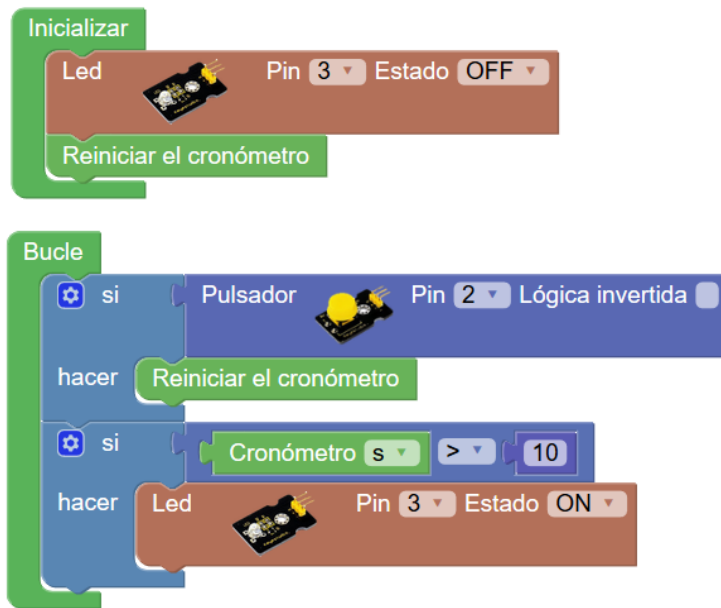 Inicializar
Led Pin 3 Estado OFF
Reiniciar el cronómetro
Bucle
si Pulsador Pin 2 Lógica invertida
hacer Reiniciar el cronómetro
si Cronómetro s > 10
hacer Led Pin 3 Estado ON